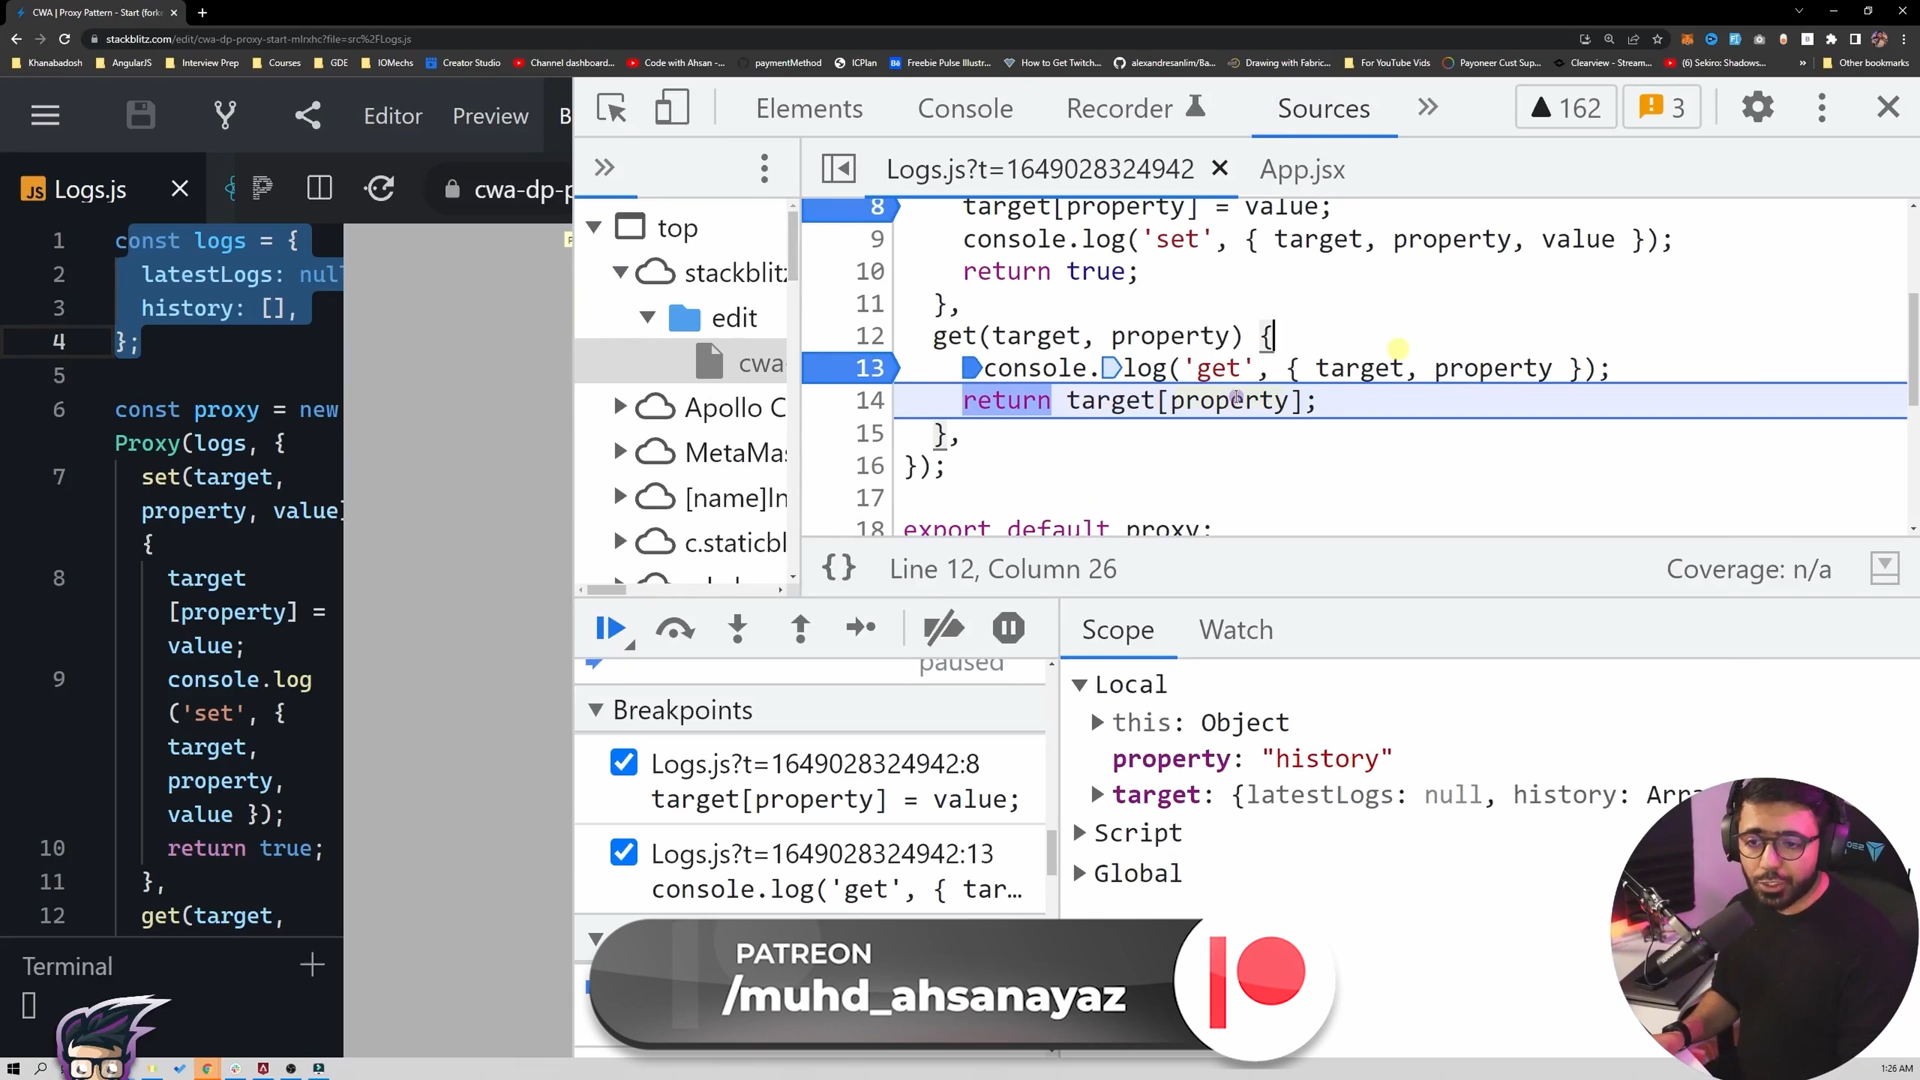 CWA | Proxy Pattern - Start (fork
stackblitz.com/edit/cwa-dp-proxy-start-mlrxhc?file=src%2FLogs.js
Khanabadosh
AngularJS
Interview Prep
Courses
GDE
IOMechs
Creator Studio
Channel dashboard...
Code with Ahsan -...
paymentMethod
ICPlan
Freebie Pulse Illustr...
How to Get Twitch...
alexandresanlim/Ba...
Drawing with Fabric...
For YouTube Vids
Payoneer Cust Sup...
Clearview - Stream...
(6) Sekiro: Shadows...
Other bookmarks
Editor
Preview
B
Logs.js
cwa-dp-p
1 const logs = {
2 latestLogs: null
3 history: [],
4 };
5
6 const proxy = new
Proxy(logs, {
7 set(target,
property, value)
{
8 target
[property] =
value;
9 console.log
('set', {
target,
property,
value });
10 return true;
11 },
12 get(target,
Terminal
Elements
Console
Recorder
Sources
162
3
top
stackblitz
edit
cwa-
Apollo C
MetaMas
[name]In
c.staticbl
Logs.js?t=1649028324942
App.jsx
8 target[property] = value;
9 console.log('set', { target, property, value });
10 return true;
11 },
12 get(target, property) {
13 console.log('get', { target, property });
14 return target[property];
15 },
16 });
17
18 export default proxy;
{} Line 12, Column 26
Coverage: n/a
paused
Breakpoints
Logs.js?t=1649028324942:8
target[property] = value;
Logs.js?t=1649028324942:13
console.log('get', { tar...
Scope
Watch
Local
this: Object
property: "history"
target: {latestLogs: null, history: Arra
Script
Global
PATREON
/muhd_ahsanayaz
1:26 AM